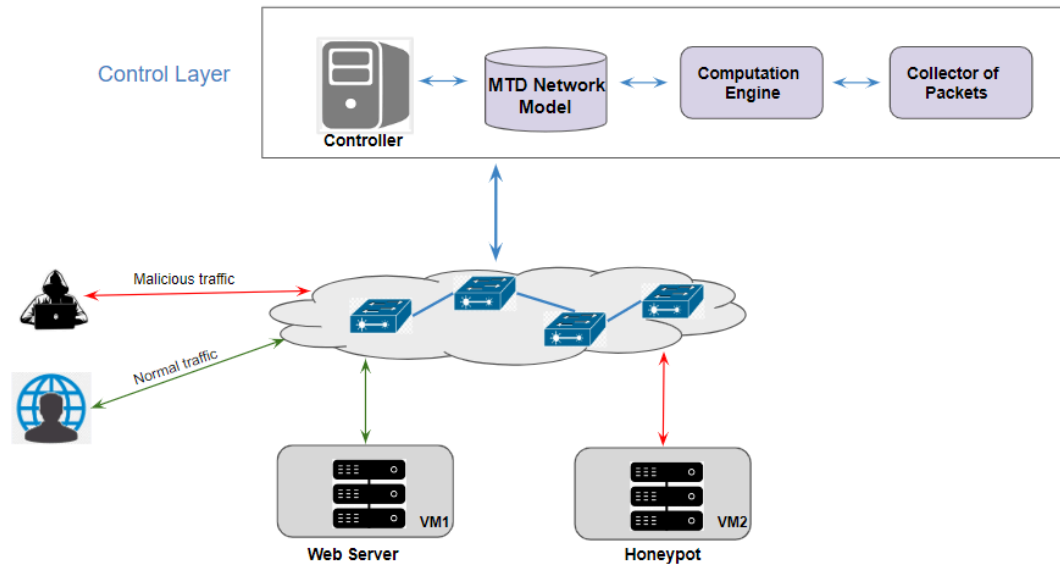 Control Layer
Controller
MTD Network
Model
Computation
Engine
Collector of
Packets
Malicious traffic
Normal traffic
VM1
Web Server
VM2
Honeypot